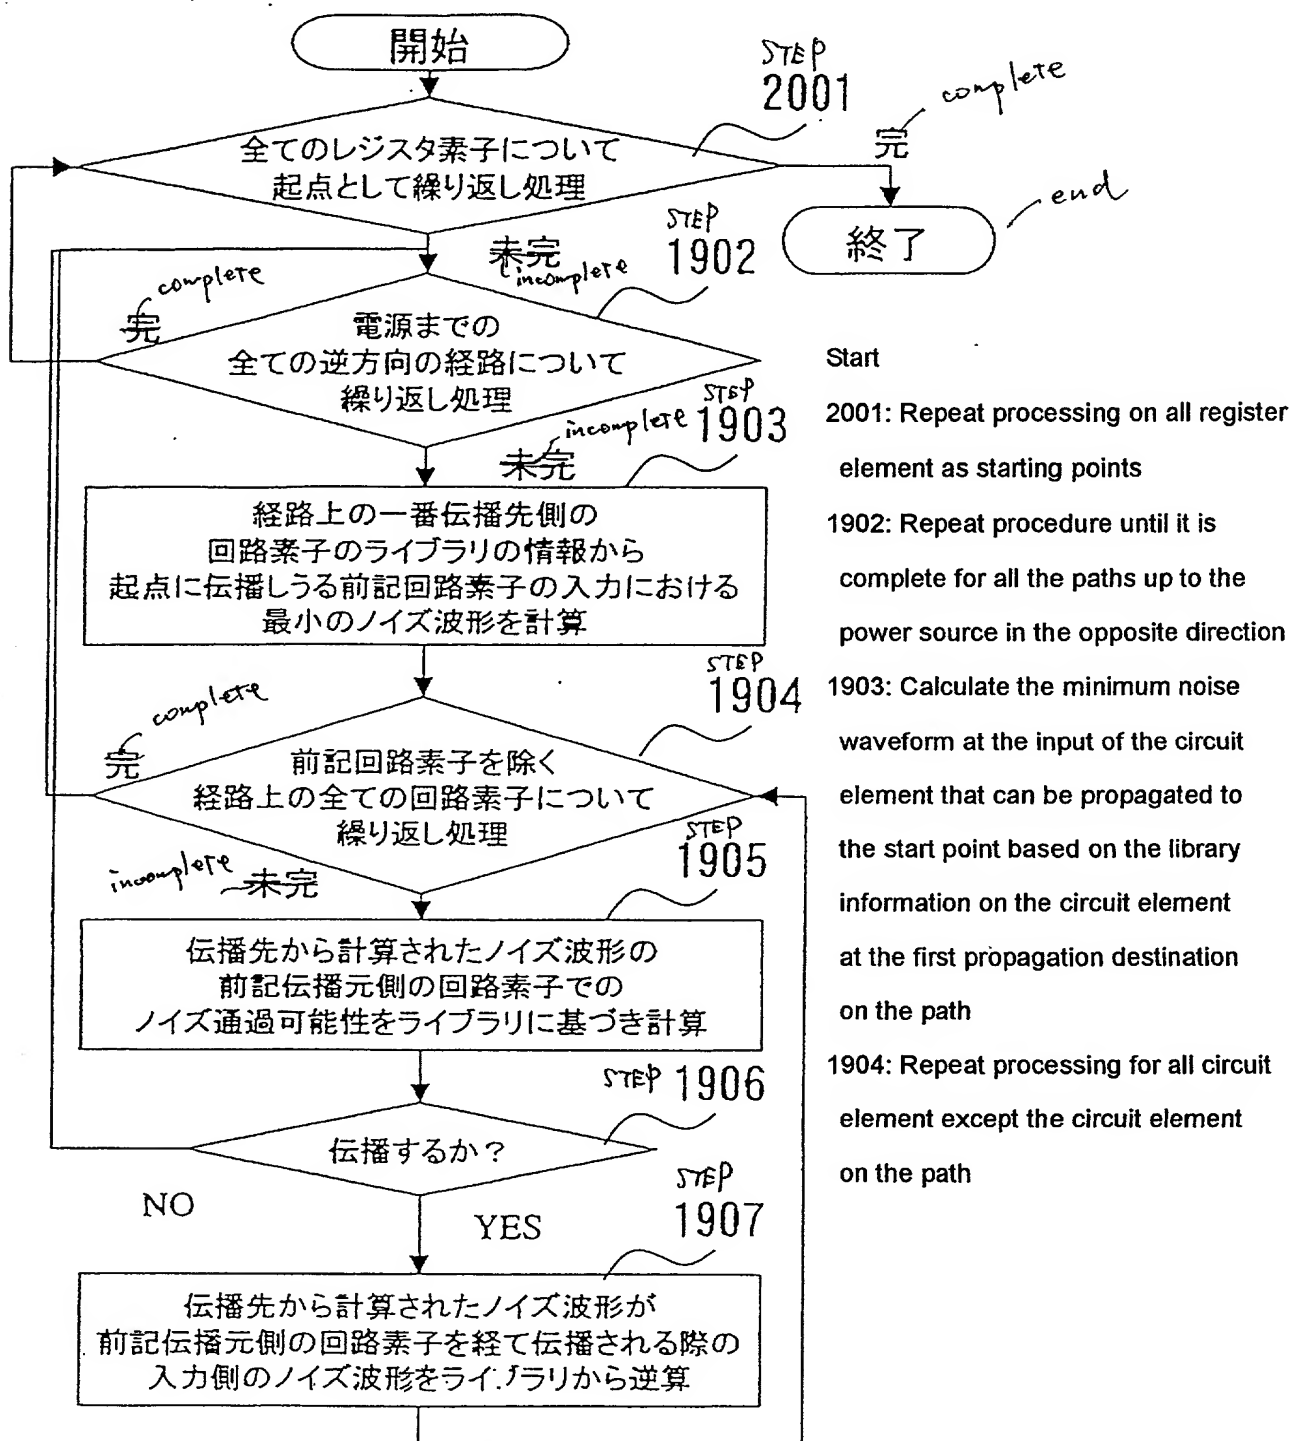 開始
STEP
2001
complete
全てのレジスタ素子について
起点として繰り返し処理
完
end
終了
STEP
1902
未完
incomplete
complete
完
電源までの
全ての逆方向の経路について
繰り返し処理
STEP
1903
incomplete
未完
経路上の一番伝播先側の
回路素子のライブラリの情報から
起点に伝播しうる前記回路素子の入力における
最小のノイズ波形を計算
STEP
1904
complete
完
前記回路素子を除く
経路上の全ての回路素子について
繰り返し処理
STEP
1905
incomplete
未完
伝播先から計算されたノイズ波形の
前記伝播元側の回路素子での
ノイズ通過可能性をライブラリに基づき計算
STEP 1906
伝播するか？
NO
YES
STEP
1907
伝播先から計算されたノイズ波形が
前記伝播元側の回路素子を経て伝播される際の
入力側のノイズ波形をライブラリから逆算
Start
2001: Repeat processing on all register
element as starting points
1902: Repeat procedure until it is
complete for all the paths up to the
power source in the opposite direction
1903: Calculate the minimum noise
waveform at the input of the circuit
element that can be propagated to
the start point based on the library
information on the circuit element
at the first propagation destination
on the path
1904: Repeat processing for all circuit
element except the circuit element
on the path